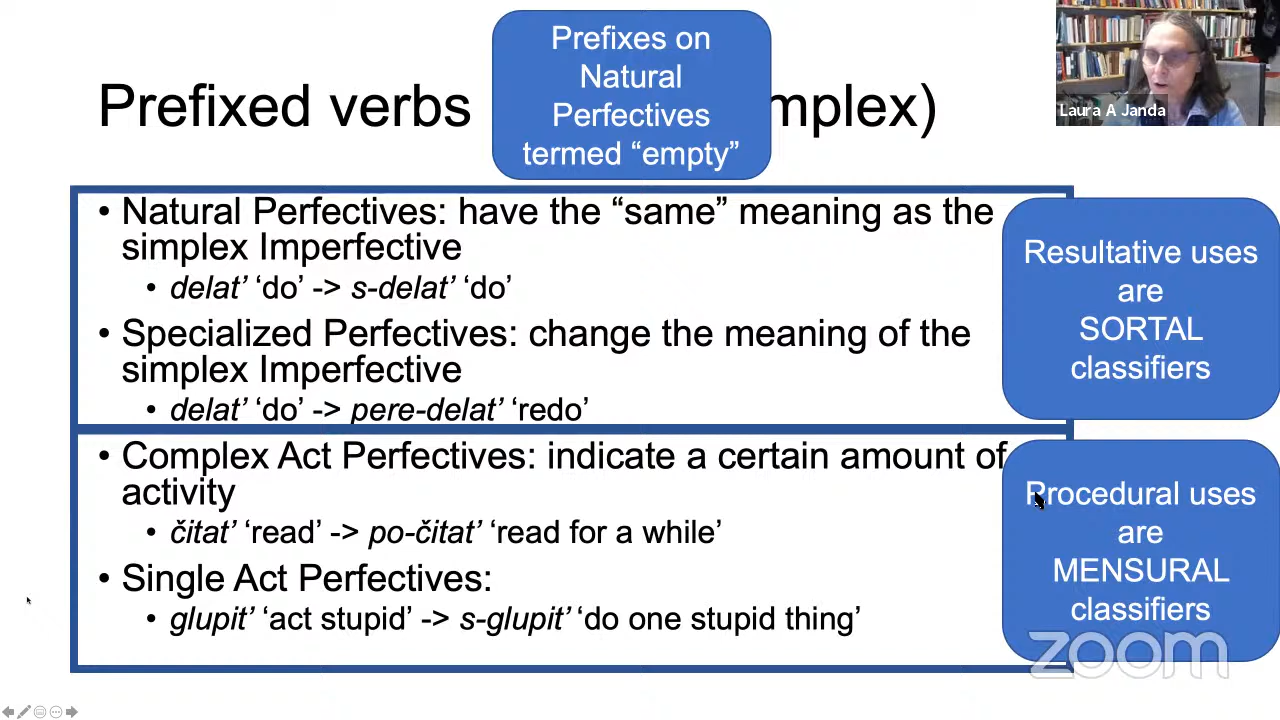 Prefixes on
Natural
Perfectives
termed “empty”
Prefixed verbs mplex)
Laura A Janda
• Natural Perfectives: have the “same” meaning as the
simplex Imperfective
• delat’ ‘do’ -> s-delat’ ‘do’
• Specialized Perfectives: change the meaning of the
simplex Imperfective
• delat’ ‘do’ -> pere-delat’ ‘redo’
Resultative uses
are
SORTAL
classifiers
• Complex Act Perfectives: indicate a certain amount of
activity
• čitat’ ‘read’ -> po-čitat’ ‘read for a while’
• Single Act Perfectives:
• glupit’ ‘act stupid’ -> s-glupit’ ‘do one stupid thing’
Procedural uses
are
MENSURAL
classifiers
zoom